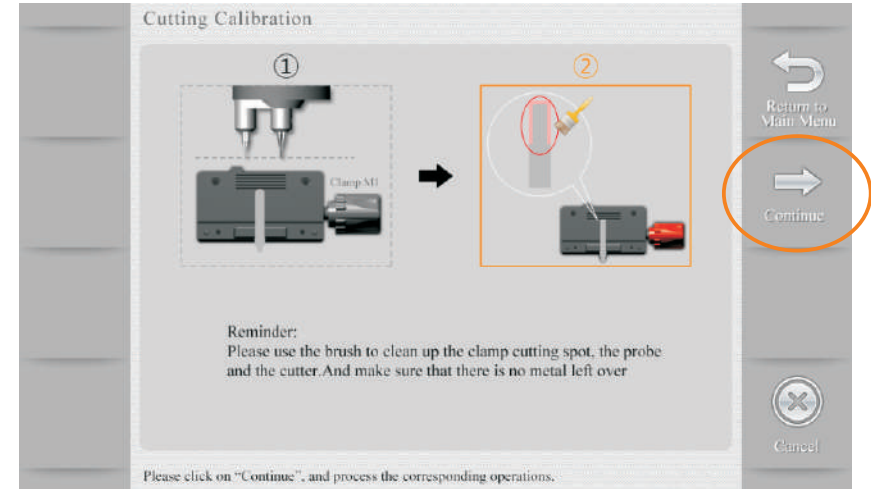 Cutting Calibration
①
②
Clamp M1
Return to
Main Menu
Continue
Reminder:
Please use the brush to clean up the clamp cutting spot, the probe
and the cutter.And make sure that there is no metal left over
Cancel
Please click on "Continue", and process the corresponding operations.